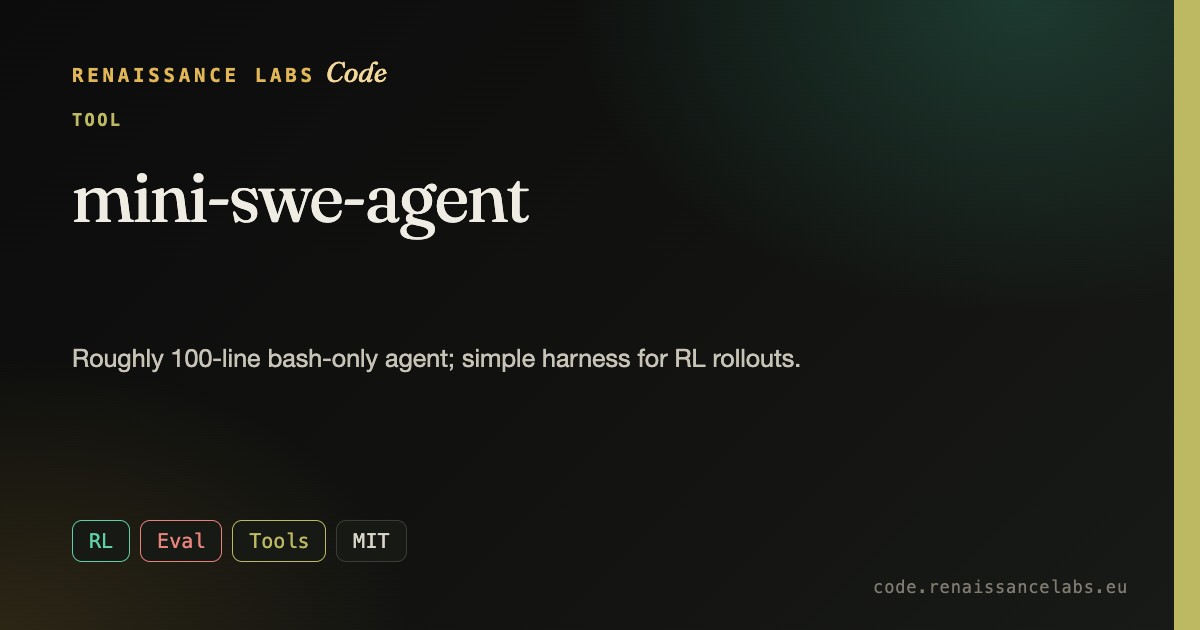 RENAISSANCE LABS Code
TOOL
mini-swe-agent
Roughly 100-line bash-only agent; simple harness for RL rollouts.
RL Eval Tools MIT
code.renaissancelabs.eu